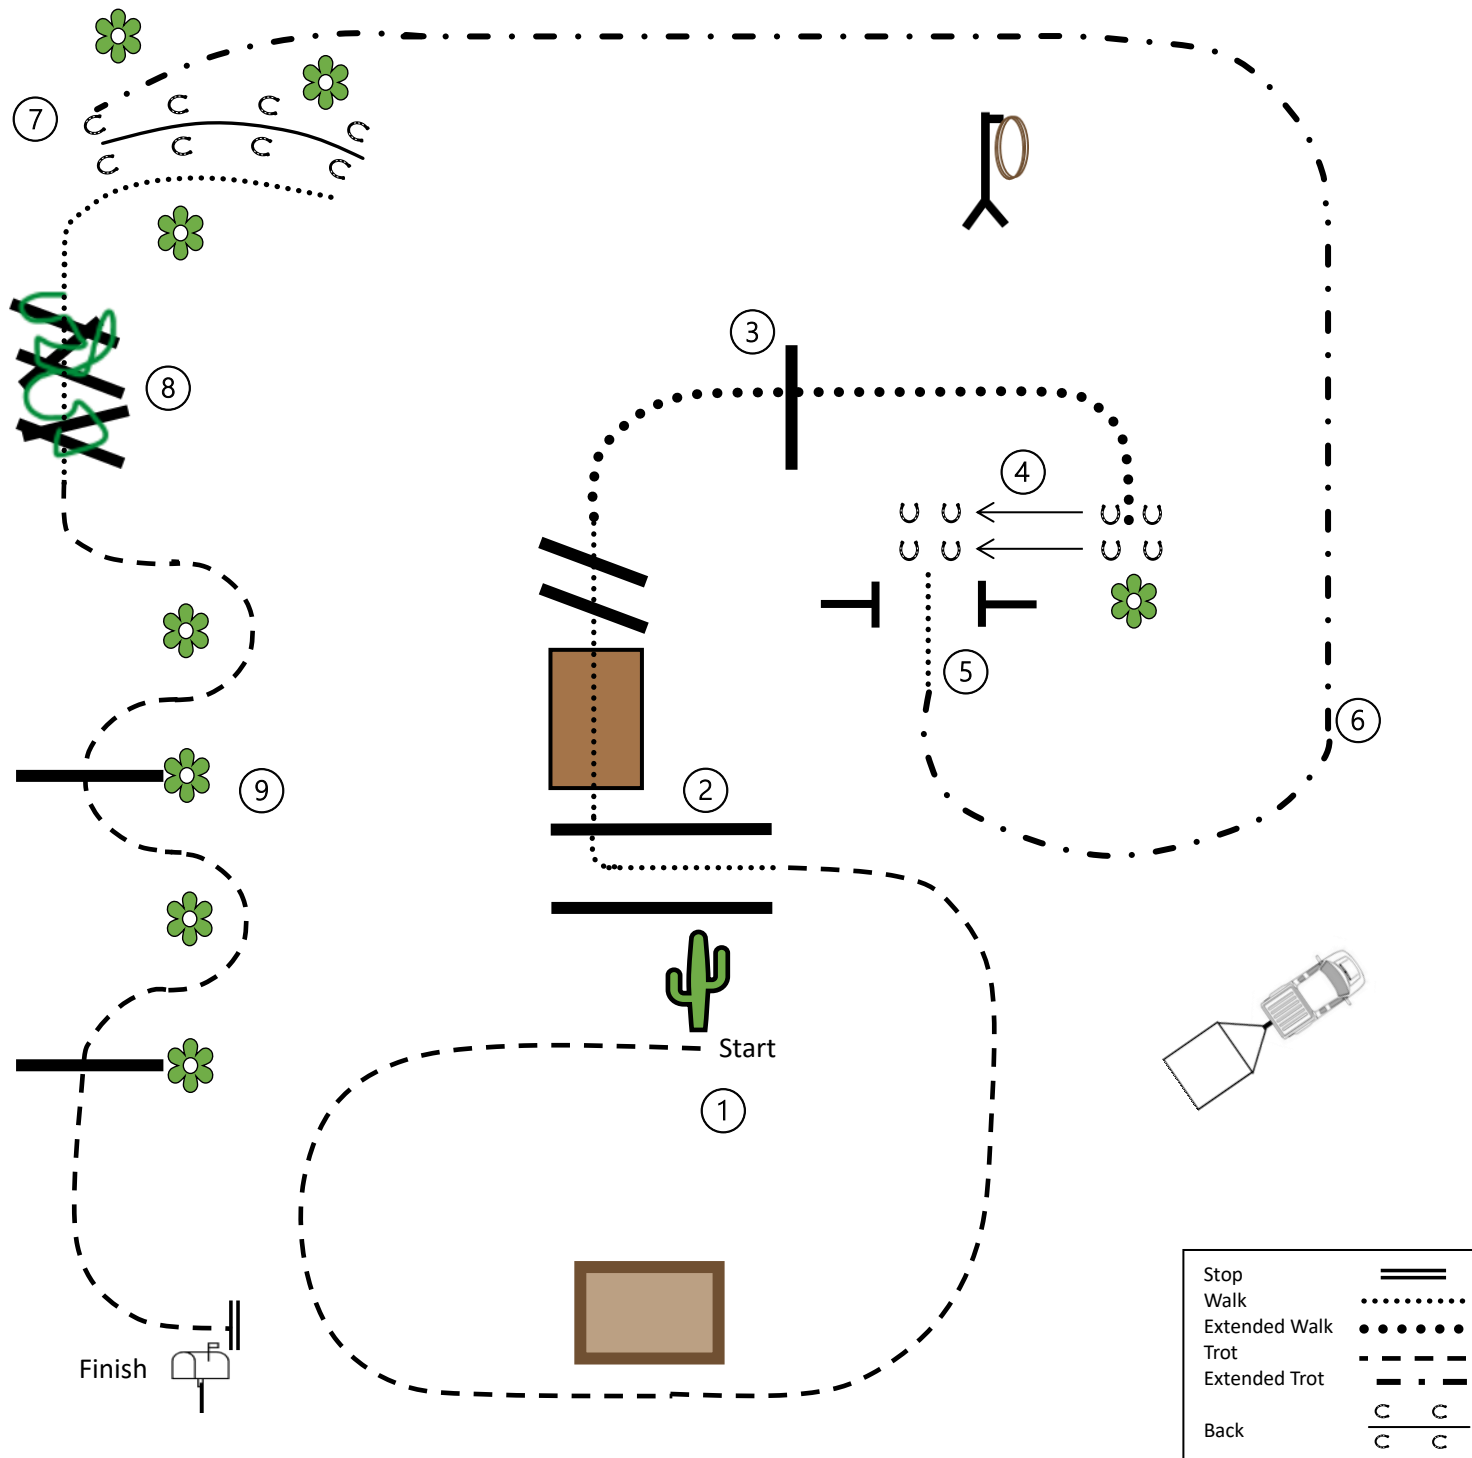 7
3
8
4
5
6
2
9
Start
1
Finish
Stop
Walk
Extended Walk
Trot
Extended Trot
Back